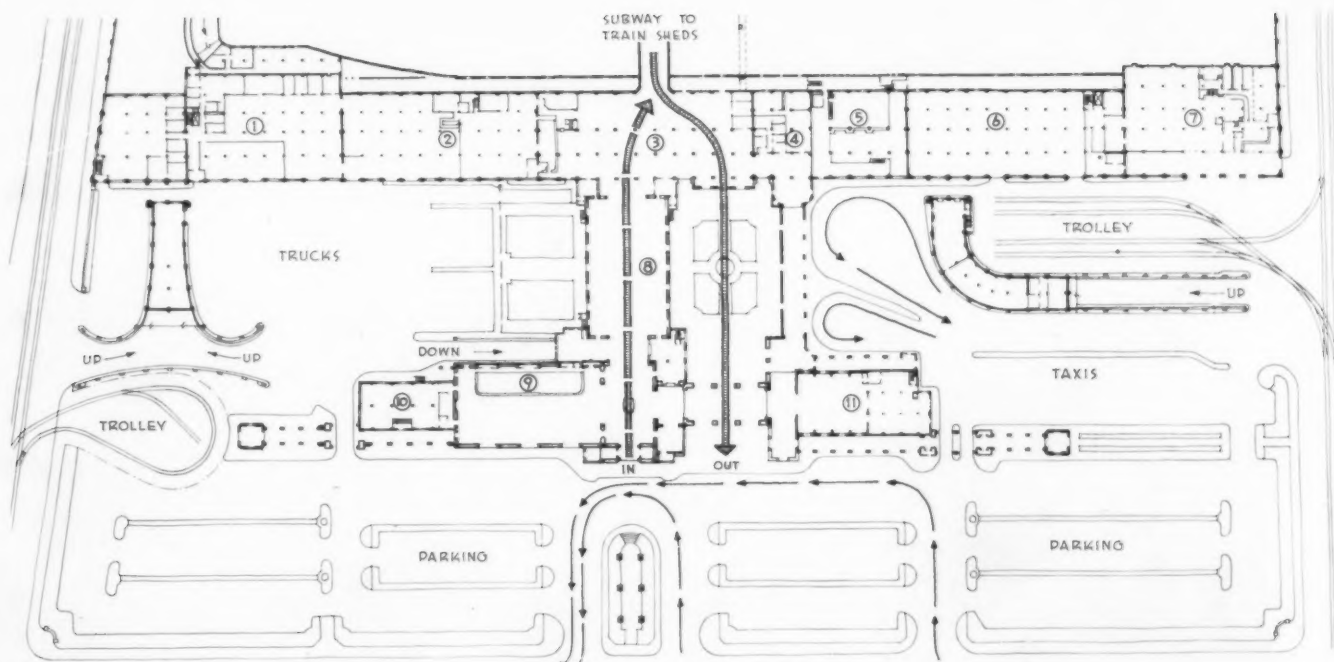 SUBWAY TO
TRAIN SHEDS
①
②
③
④
⑤
⑥
⑦
TRUCKS
⑧
TROLLEY
UP
UP
UP
DOWN
⑨
TAXIS
⑩
⑪
TROLLEY
IN
OUT
PARKING
PARKING